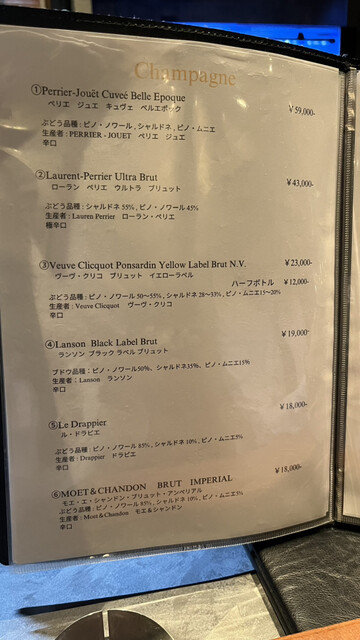 Champagne
①Perrier-Jouët Cuveé Belle Epoque ￥59,000-
ペリエ ジュエ キュヴェ ベルエポック
ぶどう品種 : ピノ・ノワール , シャルドネ , ピノ・ムニエ
生産者 : PERRIER - JOUET ペリエ ジュエ
辛口
②Laurent-Perrier Ultra Brut ￥43,000-
ローラン ペリエ ウルトラ ブリュット
ぶどう品種 : シャルドネ 55% , ピノ・ノワール 45%
生産者 : Lauren Perrier ローラン・ペリエ
極辛口
③Veuve Clicquot Ponsardin Yellow Label Brut N.V. ￥23,000-
ヴーヴ・クリコ ブリュット イエローラベル
ハーフボトル ￥12,000-
ぶどう品種 : ピノ・ノワール 50〜55% , シャルドネ 28〜33% , ピノ・ムニエ15〜20%
生産者 : Veuve Clicquot ヴーヴ・クリコ
辛口
④Lanson Black Label Brut ￥19,000-
ランソン ブラック ラベル ブリュット
ブドウ品種 : ピノ・ノワール50%、シャルドネ35%、ピノ・ムニエ15%
生産者 : Lanson ランソン
辛口
⑤Le Drappier ￥18,000-
ル・ドラピエ
ぶどう品種 : ピノ・ノワール 85% , シャルドネ 10% , ピノ・ムニエ5%
生産者 : Drappier ドラピエ
辛口
⑥MOET&CHANDON BRUT IMPERIAL ￥18,000-
モエ・エ・シャンドン・ブリュット・アンペリアル
ぶどう品種 : ピノ・ノワール 85% , シャルドネ 10% , ピノ・ムニエ5%
生産者 : Moet & Chandon モエ&シャンドン
辛口